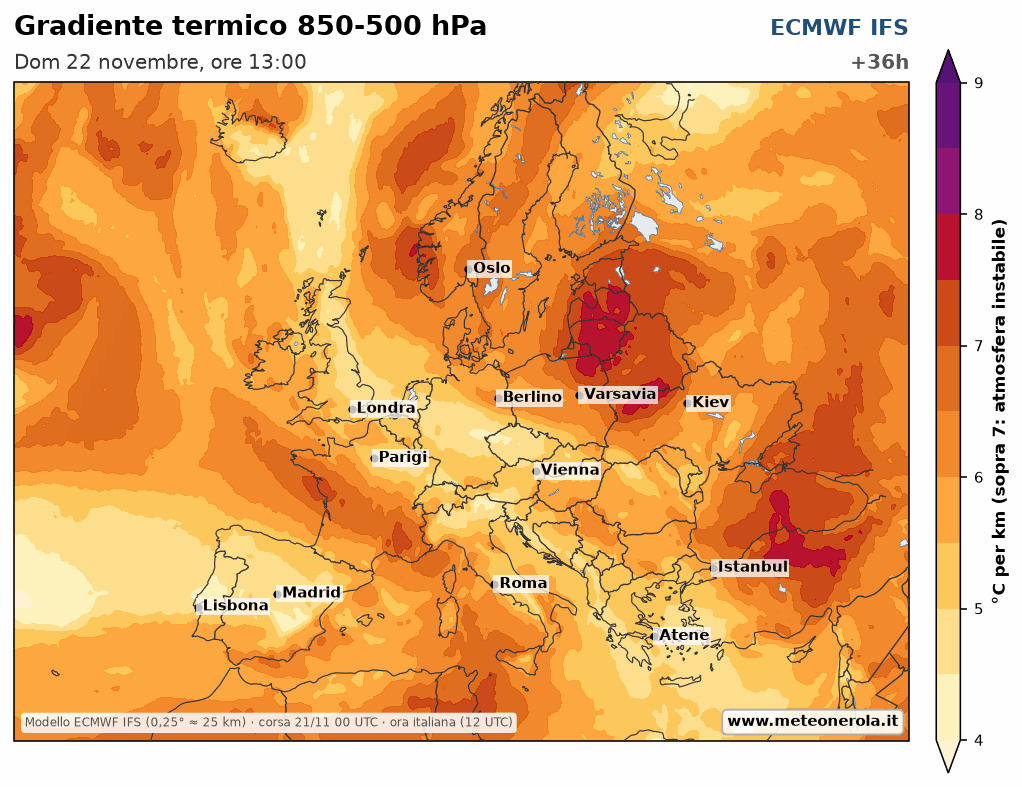 Gradiente termico 850-500 hPa
ECMWF IFS
Dom 22 novembre, ore 13:00
+36h
9
8
7
6
5
4
°C per km (sopra 7: atmosfera instabile)
Oslo
Berlino
Varsavia
Kiev
Londra
Parigi
Vienna
Istanbul
Roma
Madrid
Lisbona
Atene
Modello ECMWF IFS (0,25° ≈ 25 km) · corsa 21/11 00 UTC · ora italiana (12 UTC)
www.meteonerola.it